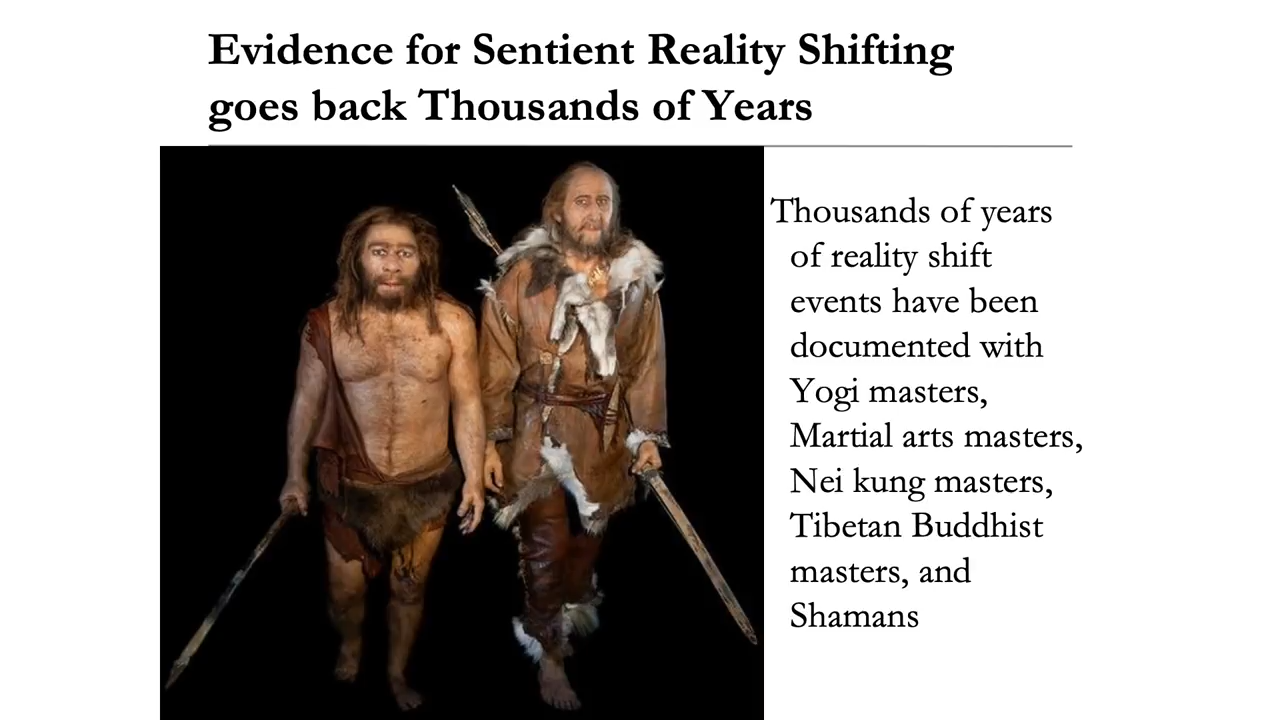 Evidence for Sentient Reality Shifting
goes back Thousands of Years
Thousands of years
of reality shift
events have been
documented with
Yogi masters,
Martial arts masters,
Nei kung masters,
Tibetan Buddhist
masters, and
Shamans